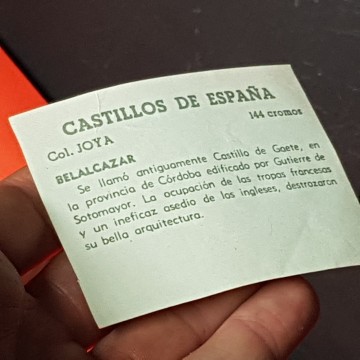 CASTILLOS DE ESPAÑA
Col. JOYA
144 cromos
BELALCAZAR
Se llamó antiguamente Castillo de Gaete, en
la provincia de Córdoba edificado por Gutierre de
Sotomayor. La ocupación de las tropas francesas
Y un ineficaz asedio de los ingleses, destrozaron
su bella arquitectura.